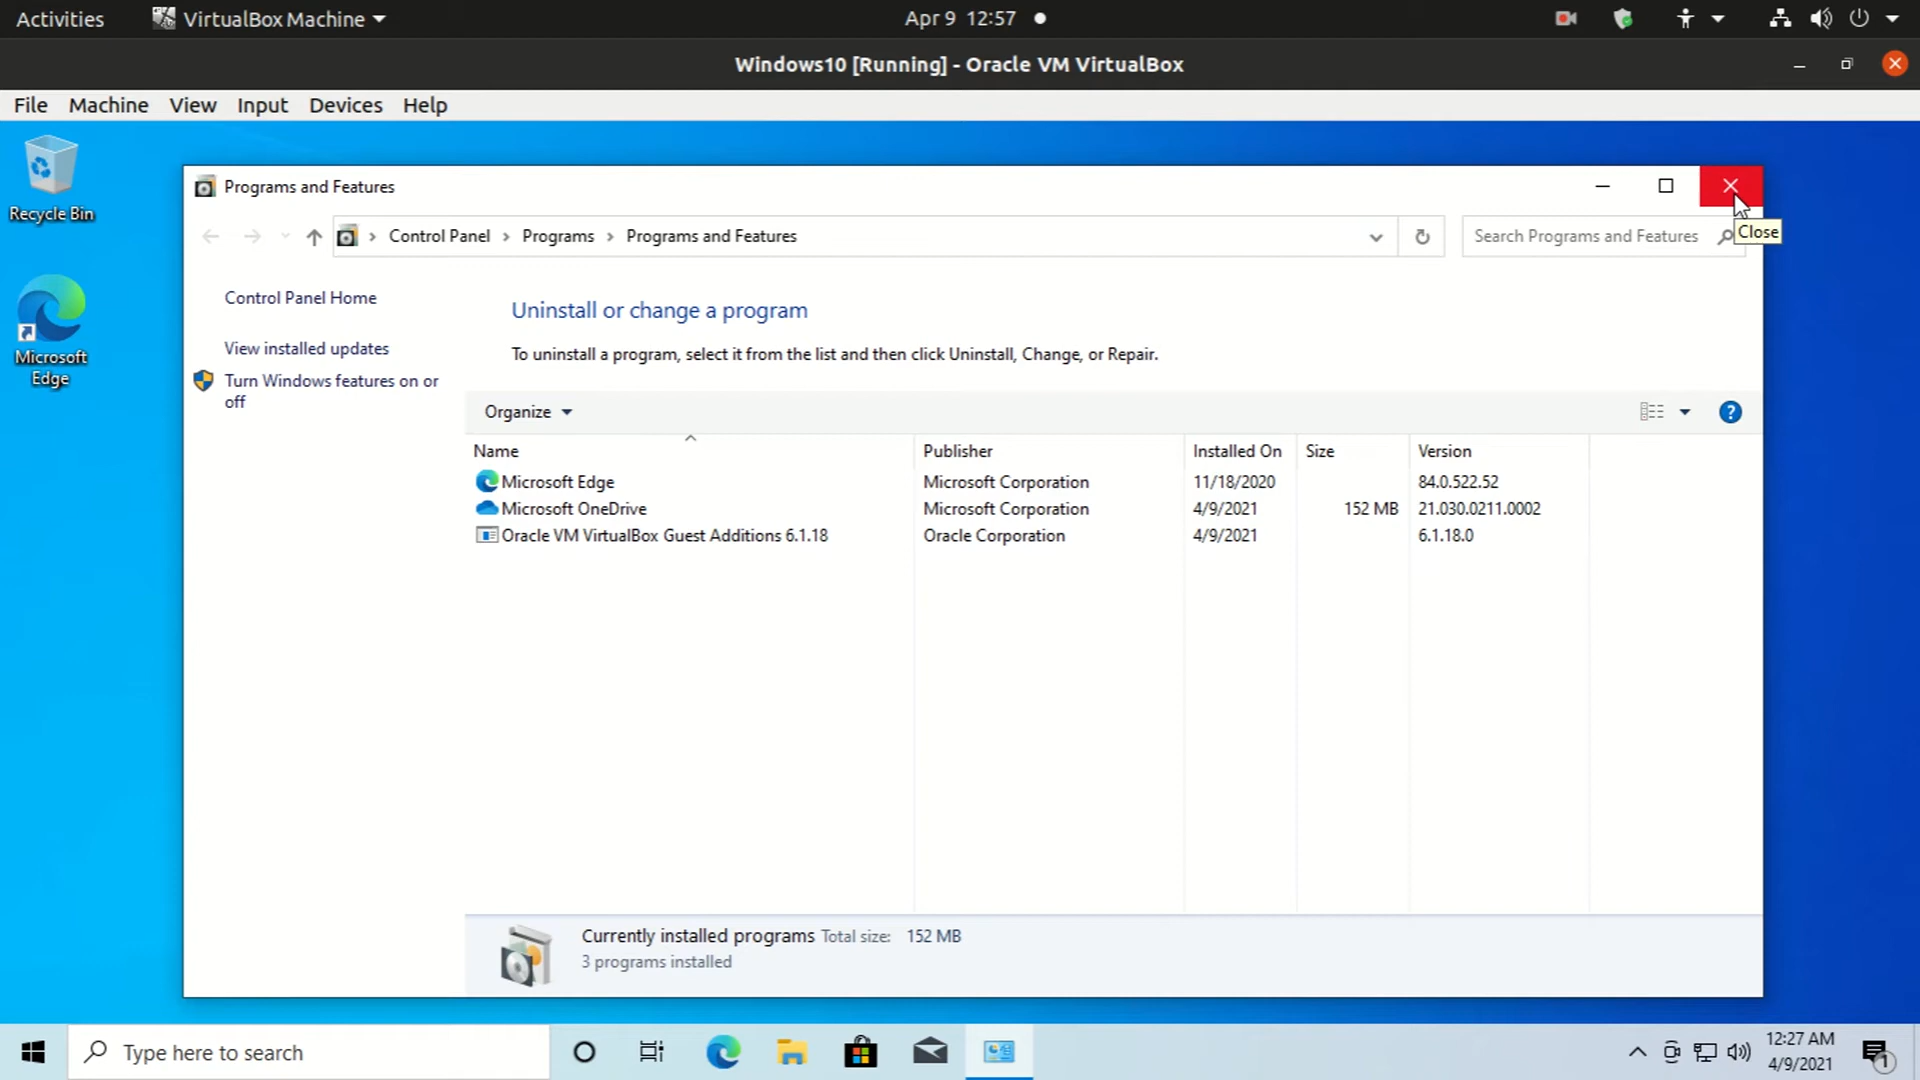 Activities VirtualBox Machine Apr 9 12:57
Windows10 [Running] - Oracle VM VirtualBox
File Machine View Input Devices Help
Recycle Bin
Microsoft
Edge
Programs and Features
Control Panel Programs Programs and Features Search Programs and Features
Close
Control Panel Home
View installed updates
Turn Windows features on or
off
Uninstall or change a program
To uninstall a program, select it from the list and then click Uninstall, Change, or Repair.
Organize
Name Publisher Installed On Size Version
Microsoft Edge Microsoft Corporation 11/18/2020 84.0.522.52
Microsoft OneDrive Microsoft Corporation 4/9/2021 152 MB 21.030.0211.0002
Oracle VM VirtualBox Guest Additions 6.1.18 Oracle Corporation 4/9/2021 6.1.18.0
Currently installed programs Total size: 152 MB
3 programs installed
Type here to search
12:27 AM
4/9/2021
1